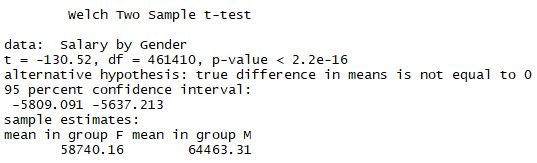 Welch Two Sample t-test
data:  Salary by Gender
t = -130.52, df = 461410, p-value < 2.2e-16
alternative hypothesis: true difference in means is not equal to 0
95 percent confidence interval:
 -5809.091 -5637.213
sample estimates:
mean in group F mean in group M
       58740.16        64463.31